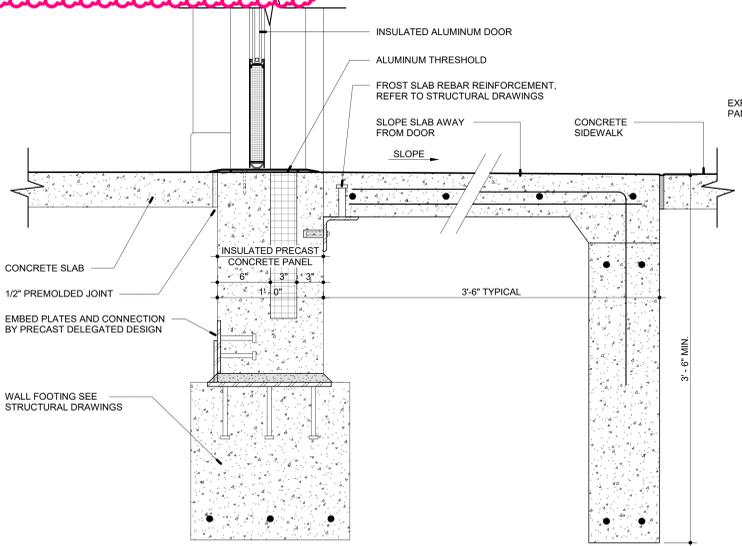 INSULATED ALUMINUM DOOR
ALUMINUM THRESHOLD
FROST SLAB REBAR REINFORCEMENT,
REFER TO STRUCTURAL DRAWINGS
SLOPE SLAB AWAY
FROM DOOR
CONCRETE
SIDEWALK
SLOPE
CONCRETE SLAB
1/2" PREMOLDED JOINT
EMBED PLATES AND CONNECTION
BY PRECAST DELEGATED DESIGN
WALL FOOTING SEE
STRUCTURAL DRAWINGS
INSULATED PRECAST
CONCRETE PANEL
6" 3" 3"
1' - 0"
3'-6" TYPICAL
3' - 6" MIN.